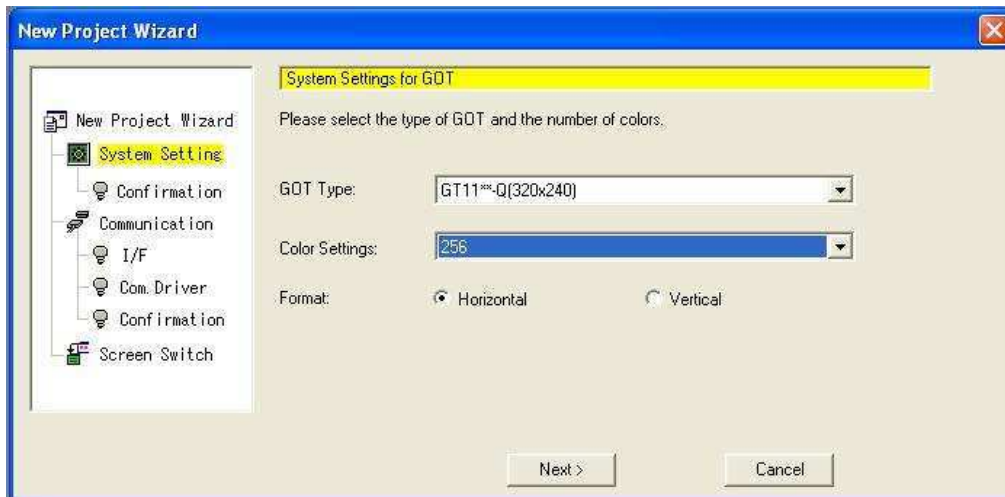 New Project Wizard
New Project Wizard
System Setting
Confirmation
Communication
I/F
Com.Driver
Confirmation
Screen Switch
System Settings for GOT
Please select the type of GOT and the number of colors.
GOT Type: GT11**-Q(320x240)
Color Settings: 256
Format: Horizontal Vertical
Next > Cancel